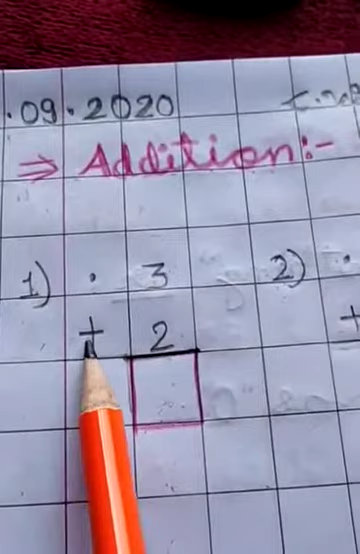 .09.2020
⇒ Addition:-
1) · 3 2) ·
+ 2 +